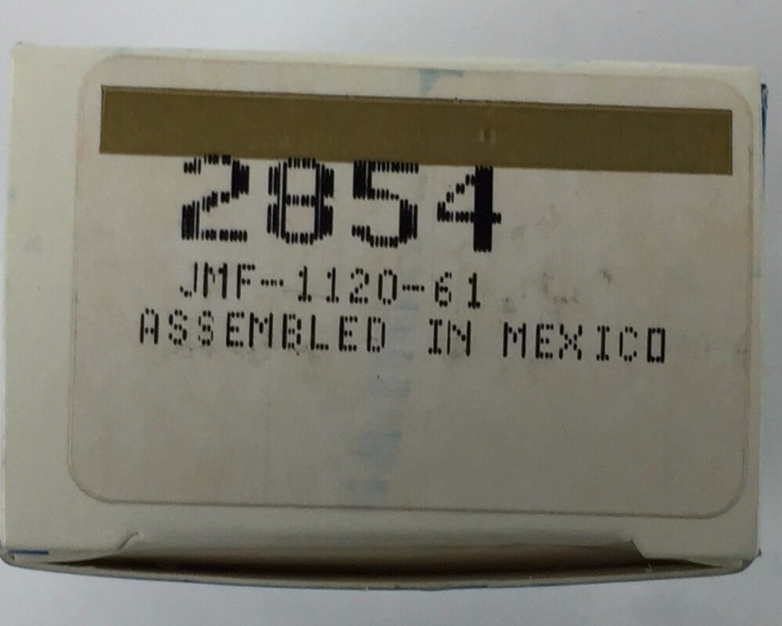 2854
JMF-1120-61
ASSEMBLED IN MEXICO